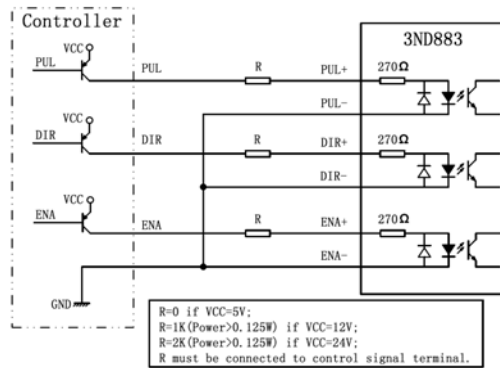 Controller
3ND883
VCC
PUL
PUL
R
PUL+
270Ω
PUL-
VCC
DIR
DIR
R
DIR+
270Ω
DIR-
VCC
ENA
ENA
R
ENA+
270Ω
ENA-
GND
R=0 if VCC=5V;
R=1K(Power>0.125W) if VCC=12V;
R=2K(Power>0.125W) if VCC=24V;
R must be connected to control signal terminal.